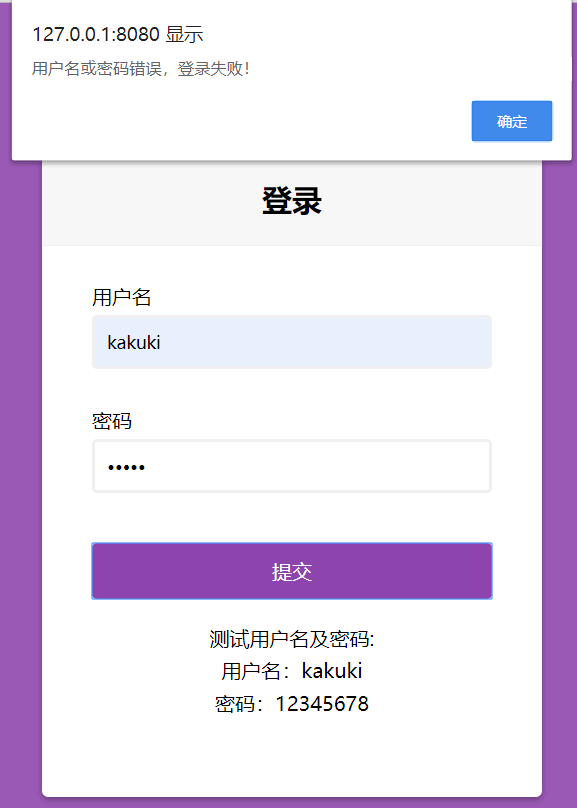 127.0.0.1:8080 显示
用户名或密码错误，登录失败！
确定
登录
用户名
kakuki
密码
•••••
提交
测试用户名及密码:
用户名：kakuki
密码：12345678